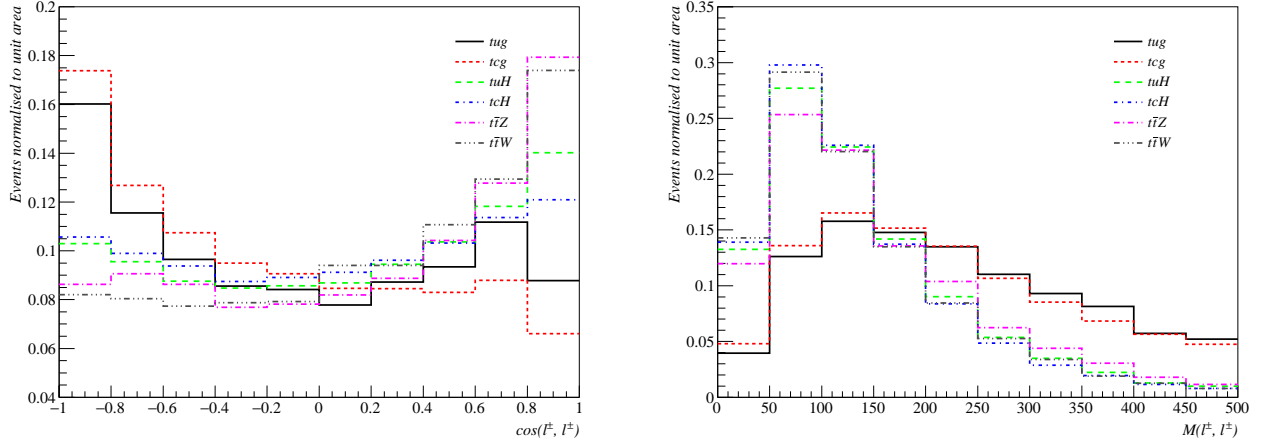 Events normalised to unit area
0.2
0.18
0.16
0.14
0.12
0.1
0.08
0.06
0.04
−1 −0.8 −0.6 −0.4 −0.2 0 0.2 0.4 0.6 0.8 1
cos(l±, l±)
tug
tcg
tuH
tcH
tt̄Z
tt̄W
Events normalised to unit area
0.35
0.3
0.25
0.2
0.15
0.1
0.05
0
0 50 100 150 200 250 300 350 400 450 500
M(l±, l±)
tug
tcg
tuH
tcH
tt̄Z
tt̄W